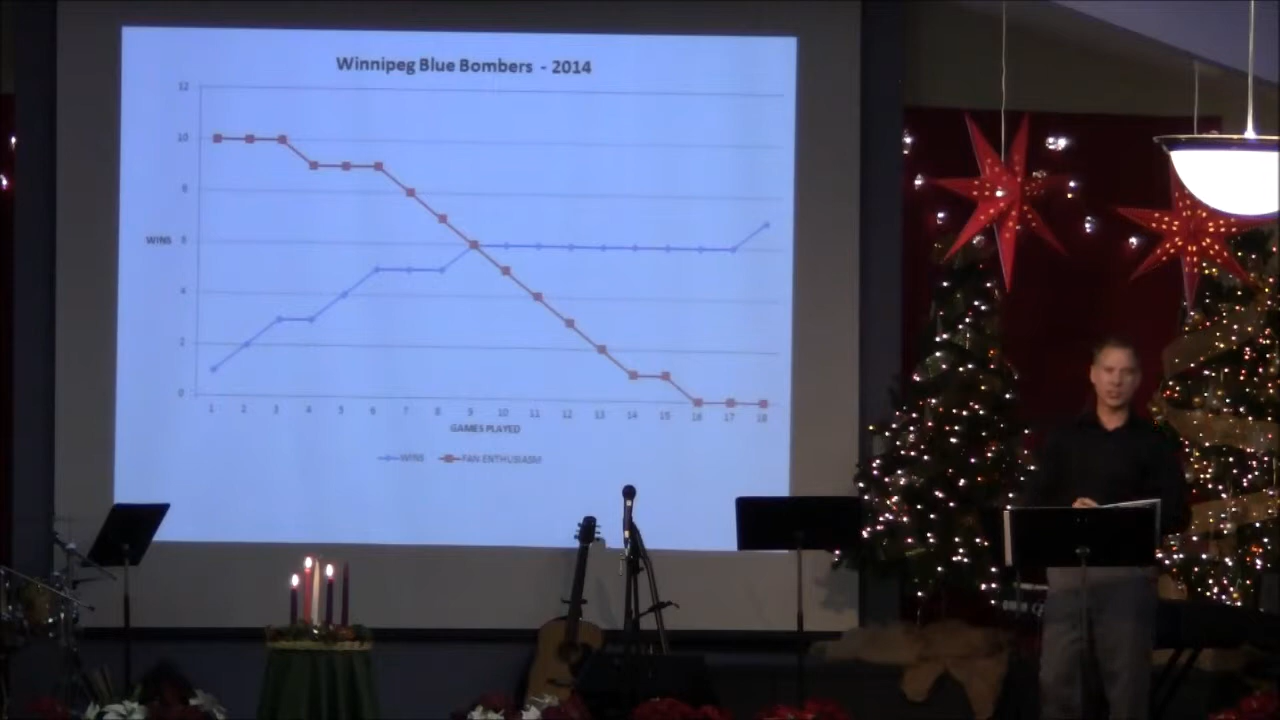 Winnipeg Blue Bombers - 2014
12
10
8
WINS 6
4
2
0
1 2 3 4 5 6 7 8 9 10 11 12 13 14 15 16 17 18
GAMES PLAYED
WINS FAN ENTHUSIASM